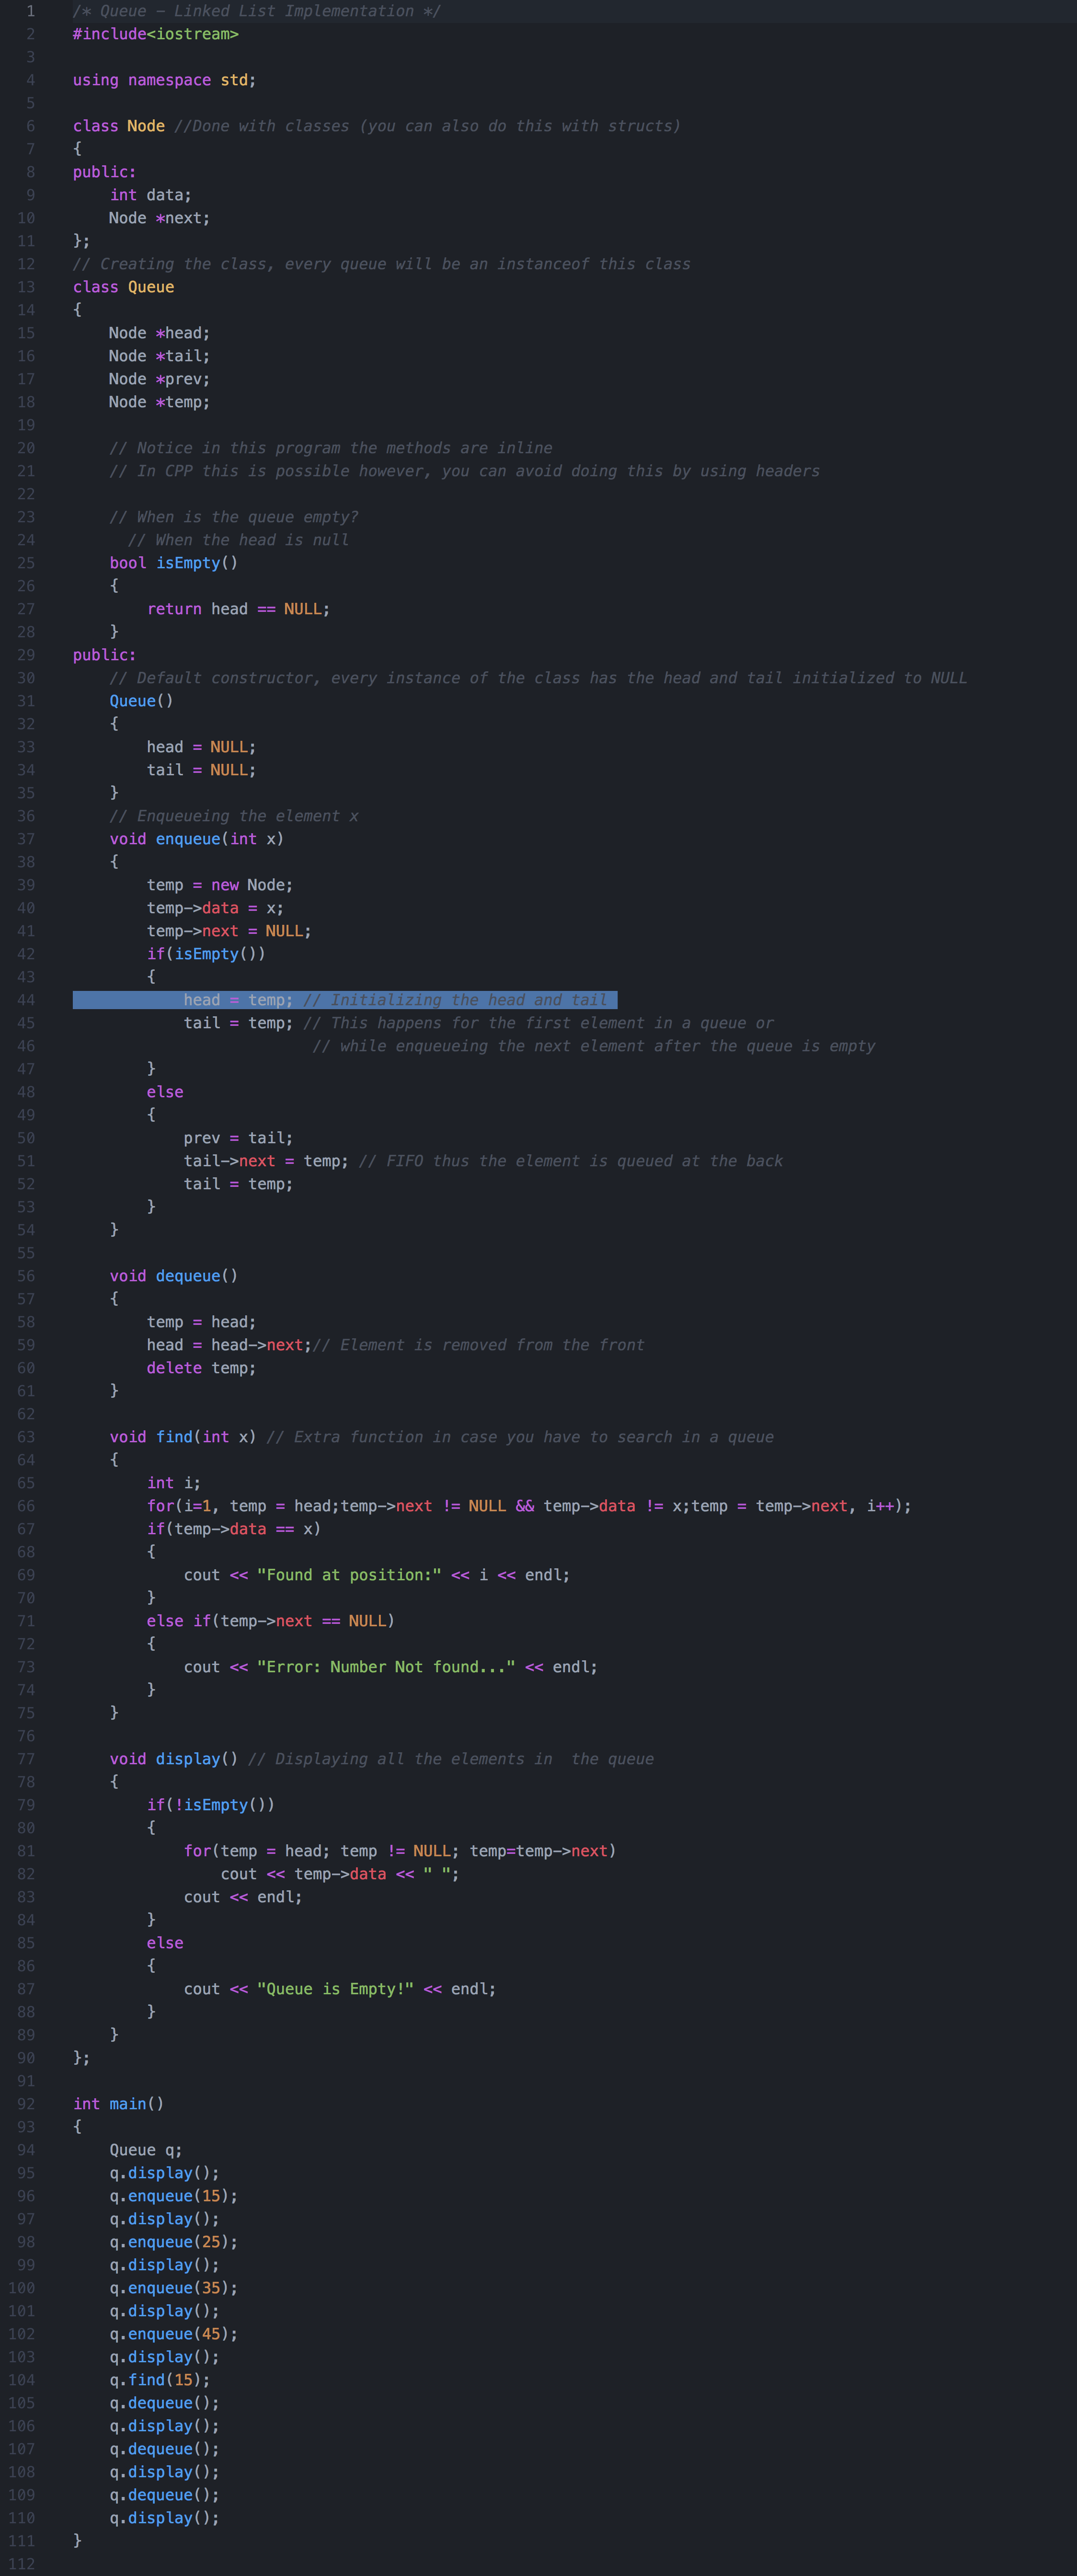 1 /* Queue - Linked List Implementation */
2 #include<iostream>
3
4 using namespace std;
5
6 class Node //Done with classes (you can also do this with structs)
7 {
8 public:
9     int data;
10     Node *next;
11 };
12 // Creating the class, every queue will be an instanceof this class
13 class Queue
14 {
15     Node *head;
16     Node *tail;
17     Node *prev;
18     Node *temp;
19
20     // Notice in this program the methods are inline
21     // In CPP this is possible however, you can avoid doing this by using headers
22
23     // When is the queue empty?
24       // When the head is null
25     bool isEmpty()
26     {
27         return head == NULL;
28     }
29 public:
30     // Default constructor, every instance of the class has the head and tail initialized to NULL
31     Queue()
32     {
33         head = NULL;
34         tail = NULL;
35     }
36     // Enqueueing the element x
37     void enqueue(int x)
38     {
39         temp = new Node;
40         temp->data = x;
41         temp->next = NULL;
42         if(isEmpty())
43         {
44             head = temp; // Initializing the head and tail
45             tail = temp; // This happens for the first element in a queue or
46                           // while enqueueing the next element after the queue is empty
47         }
48         else
49         {
50             prev = tail;
51             tail->next = temp; // FIFO thus the element is queued at the back
52             tail = temp;
53         }
54     }
55
56     void dequeue()
57     {
58         temp = head;
59         head = head->next;// Element is removed from the front
60         delete temp;
61     }
62
63     void find(int x) // Extra function in case you have to search in a queue
64     {
65         int i;
66         for(i=1, temp = head;temp->next != NULL && temp->data != x;temp = temp->next, i++);
67         if(temp->data == x)
68         {
69             cout << "Found at position:" << i << endl;
70         }
71         else if(temp->next == NULL)
72         {
73             cout << "Error: Number Not found..." << endl;
74         }
75     }
76
77     void display() // Displaying all the elements in  the queue
78     {
79         if(!isEmpty())
80         {
81             for(temp = head; temp != NULL; temp=temp->next)
82                 cout << temp->data << " ";
83             cout << endl;
84         }
85         else
86         {
87             cout << "Queue is Empty!" << endl;
88         }
89     }
90 };
91
92 int main()
93 {
94     Queue q;
95     q.display();
96     q.enqueue(15);
97     q.display();
98     q.enqueue(25);
99     q.display();
100     q.enqueue(35);
101     q.display();
102     q.enqueue(45);
103     q.display();
104     q.find(15);
105     q.dequeue();
106     q.display();
107     q.dequeue();
108     q.display();
109     q.dequeue();
110     q.display();
111 }
112